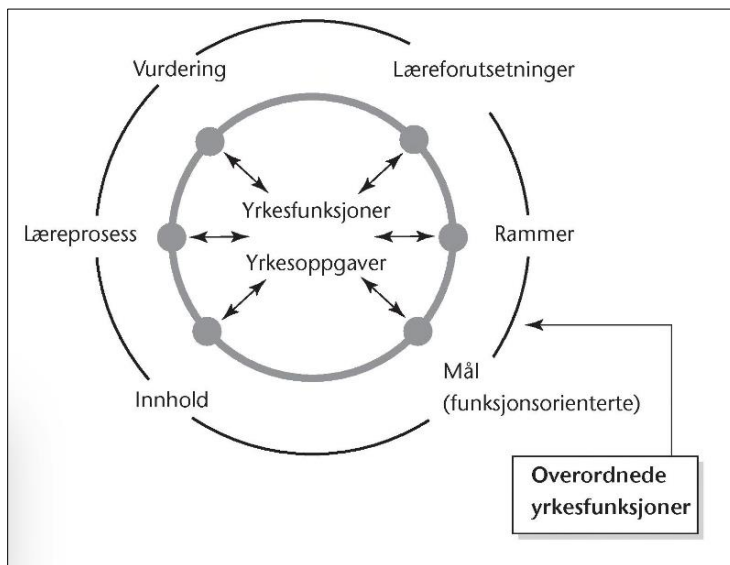 Vurdering
Læreforutsetninger
Yrkesfunksjoner
Læreprosess
Rammer
Yrkesoppgaver
Innhold
Mål
(funksjonsorienterte)
Overordnede
yrkesfunksjoner